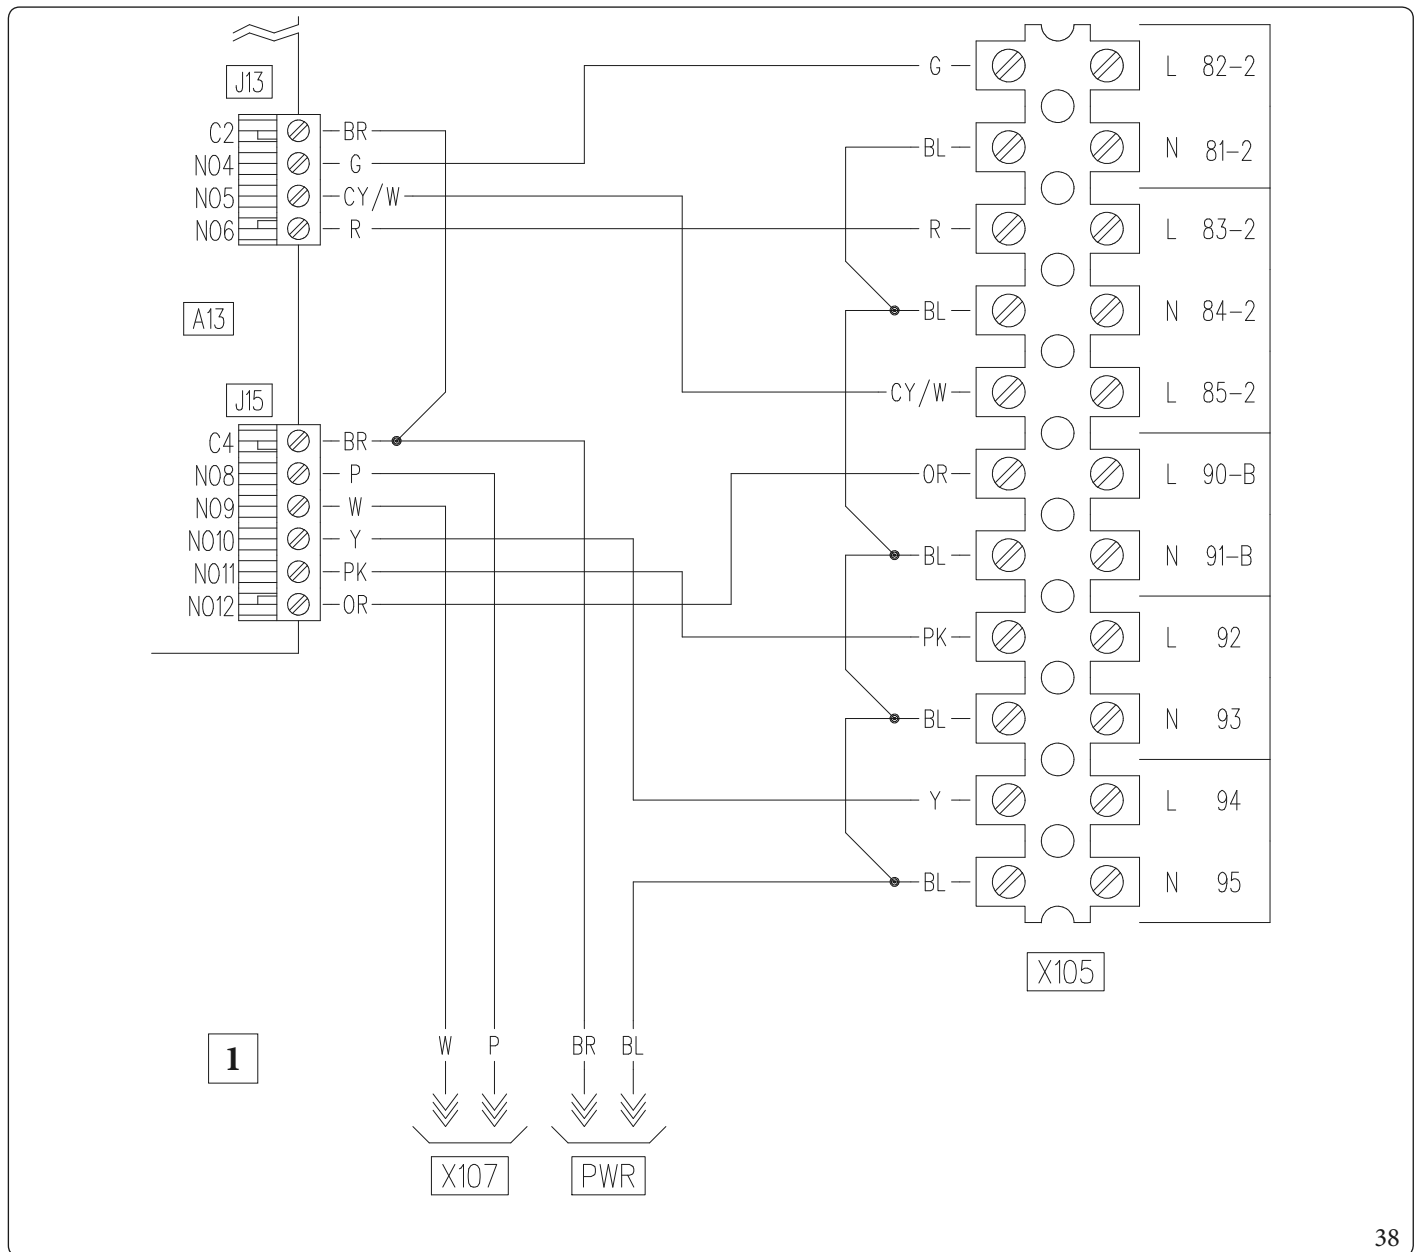 J13
C2 BR
NO4 G
NO5 CY/W
NO6 R
A13
J15
C4 BR
NO8 P
NO9 W
NO10 Y
NO11 PK
NO12 OR
G L 82-2
BL N 81-2
R L 83-2
BL N 84-2
CY/W L 85-2
OR L 90-B
BL N 91-B
PK L 92
BL N 93
Y L 94
BL N 95
X105
1
W P BR BL
X107 PWR
38